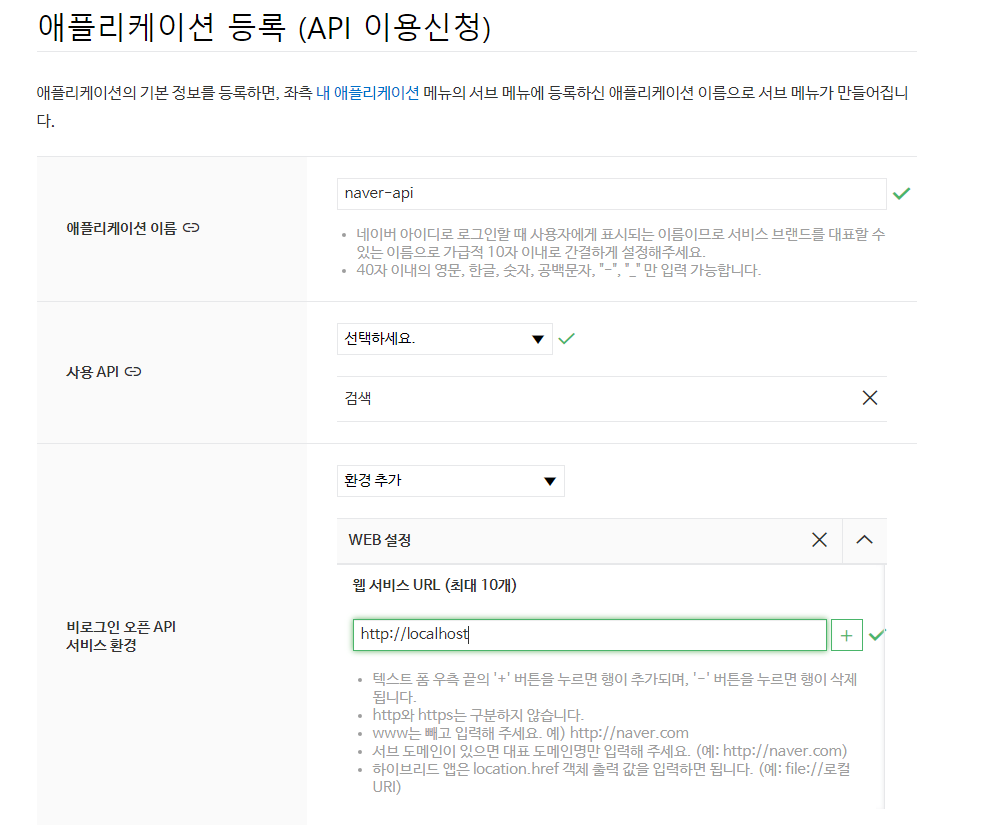 애플리케이션 등록 (API 이용신청)
애플리케이션의 기본 정보를 등록하면, 좌측 내 애플리케이션 메뉴의 서브 메뉴에 등록하신 애플리케이션 이름으로 서브 메뉴가 만들어집니
다.
애플리케이션 이름
naver-api
네이버 아이디로 로그인할 때 사용자에게 표시되는 이름이므로 서비스 브랜드를 대표할 수
있는 이름으로 가급적 10자 이내로 간결하게 설정해주세요.
40자 이내의 영문, 한글, 숫자, 공백문자, "-", "_" 만 입력 가능합니다.
사용 API
선택하세요.
검색
비로그인 오픈 API
서비스 환경
환경 추가
WEB 설정
웹 서비스 URL (최대 10개)
http://localhost
텍스트 폼 우측 끝의 '+' 버튼을 누르면 행이 추가되며, '-' 버튼을 누르면 행이 삭제
됩니다.
http와 https는 구분하지 않습니다.
www는 빼고 입력해 주세요. 예) http://naver.com
서브 도메인이 있으면 대표 도메인명만 입력해 주세요. (예: http://naver.com)
하이브리드 앱은 location.href 객체 출력 값을 입력하면 됩니다. (예: file://로컬
URI)